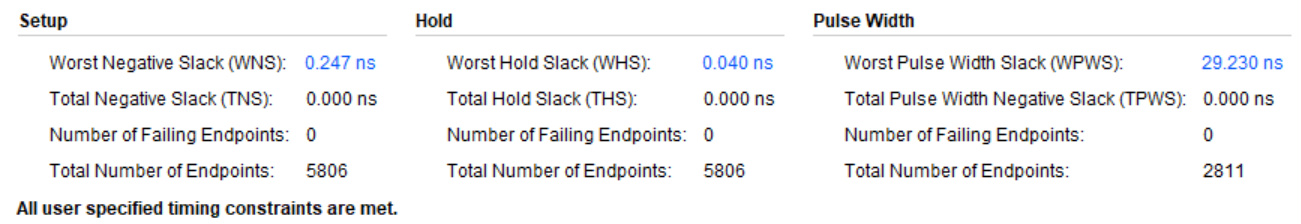 Setup Hold Pulse Width
Worst Negative Slack (WNS): 0.247 ns Worst Hold Slack (WHS): 0.040 ns Worst Pulse Width Slack (WPWS): 29.230 ns
Total Negative Slack (TNS): 0.000 ns Total Hold Slack (THS): 0.000 ns Total Pulse Width Negative Slack (TPWS): 0.000 ns
Number of Failing Endpoints: 0 Number of Failing Endpoints: 0 Number of Failing Endpoints: 0
Total Number of Endpoints: 5806 Total Number of Endpoints: 5806 Total Number of Endpoints: 2811
All user specified timing constraints are met.